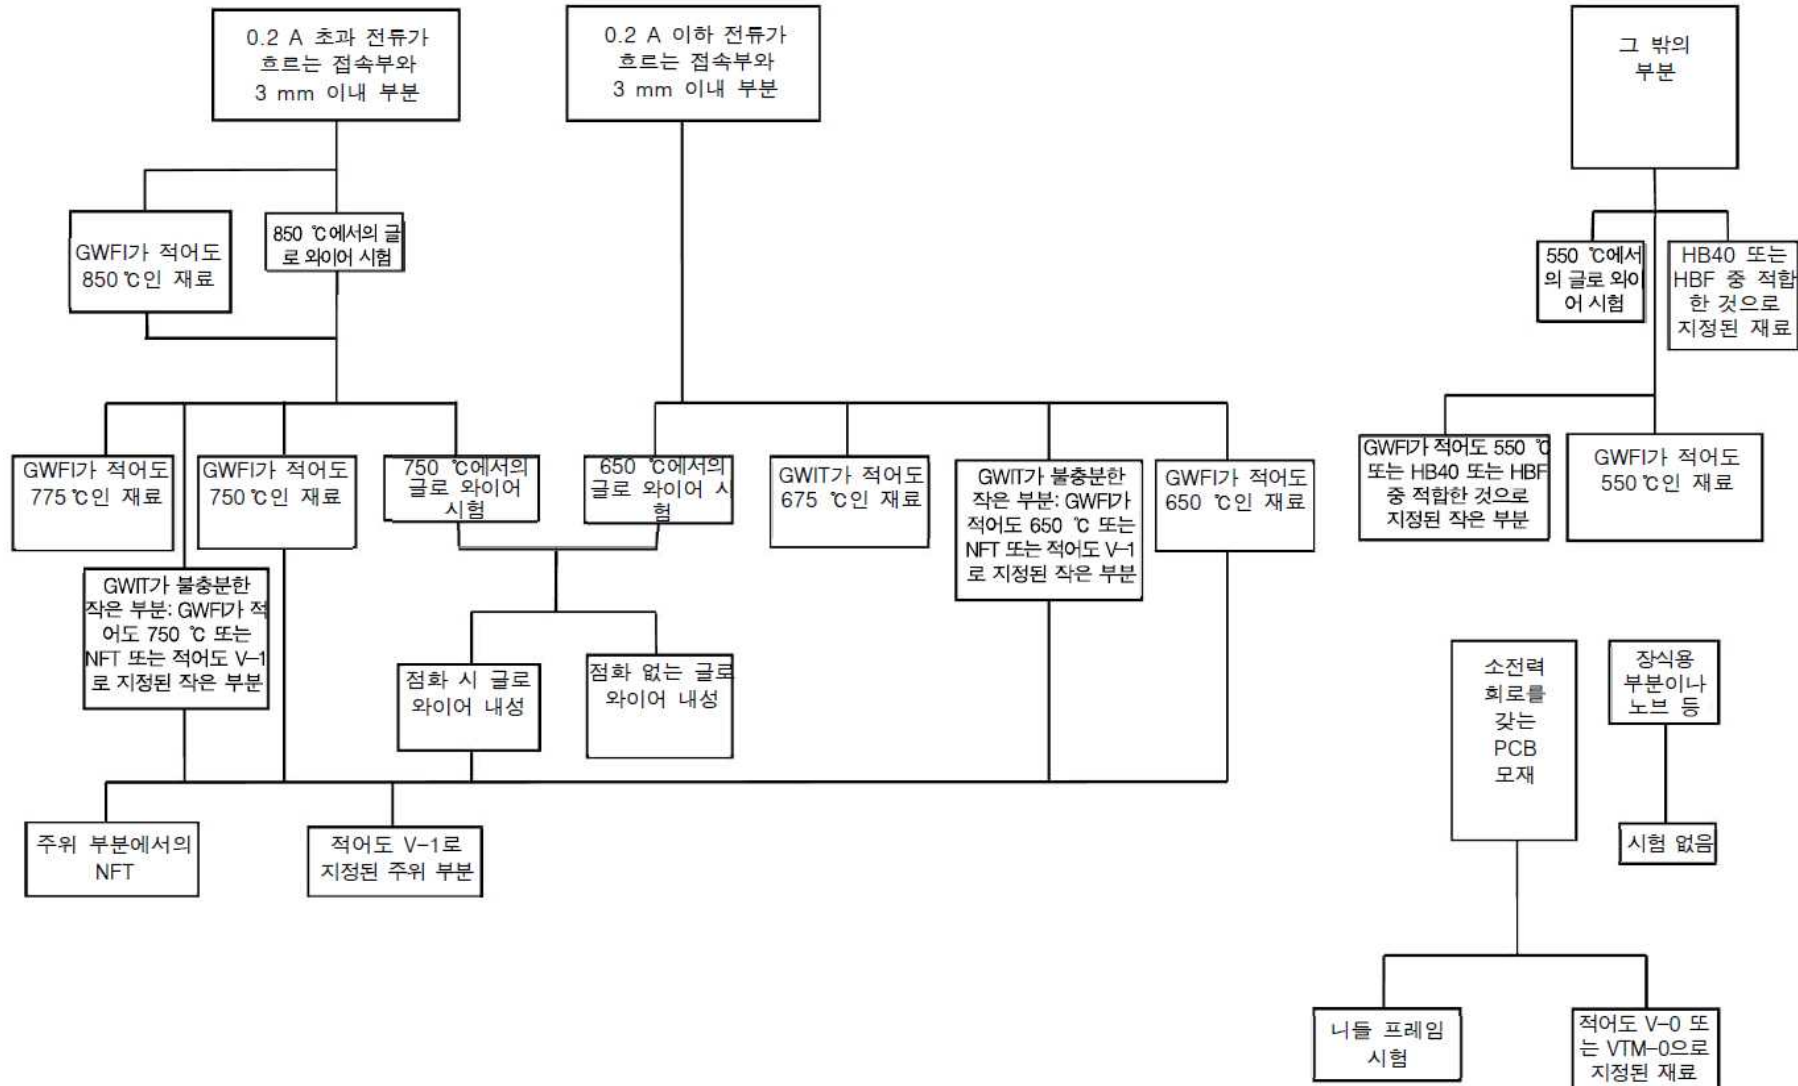 0.2 A 초과 전류가
흐르는 접속부와
3 mm 이내 부분
0.2 A 이하 전류가
흐르는 접속부와
3 mm 이내 부분
그 밖의
부분
GWFI가 적어도
850 ℃인 재료
850 ℃에서의 글
로 와이어 시험
550 ℃에서
의 글로 와이
어 시험
HB40 또는
HBF 중 적합
한 것으로
지정된 재료
GWFI가 적어도
775 ℃인 재료
GWFI가 적어도
750 ℃인 재료
750 ℃에서의
글로 와이어
시험
650 ℃에서의
글로 와이어 시
험
GWIT가 적어도
675 ℃인 재료
GWIT가 불충분한
작은 부분: GWFI가
적어도 650 ℃ 또는
NFT 또는 적어도 V-1
로 지정된 작은 부분
GWFI가 적어도
650 ℃인 재료
GWFI가 적어도 550 ℃
또는 HB40 또는 HBF
중 적합한 것으로
지정된 작은 부분
GWFI가 적어도
550 ℃인 재료
GWIT가 불충분한
작은 부분: GWFI가 적
어도 750 ℃ 또는
NFT 또는 적어도 V-1
로 지정된 작은 부분
점화 시 글로
와이어 내성
점화 없는 글로
와이어 내성
소전력
회로를
갖는
PCB
모재
장식용
부분이나
노브 등
주위 부분에서의
NFT
적어도 V-1로
지정된 주위 부분
시험 없음
니들 프레임
시험
적어도 V-0 또
는 VTM-0으로
지정된 재료